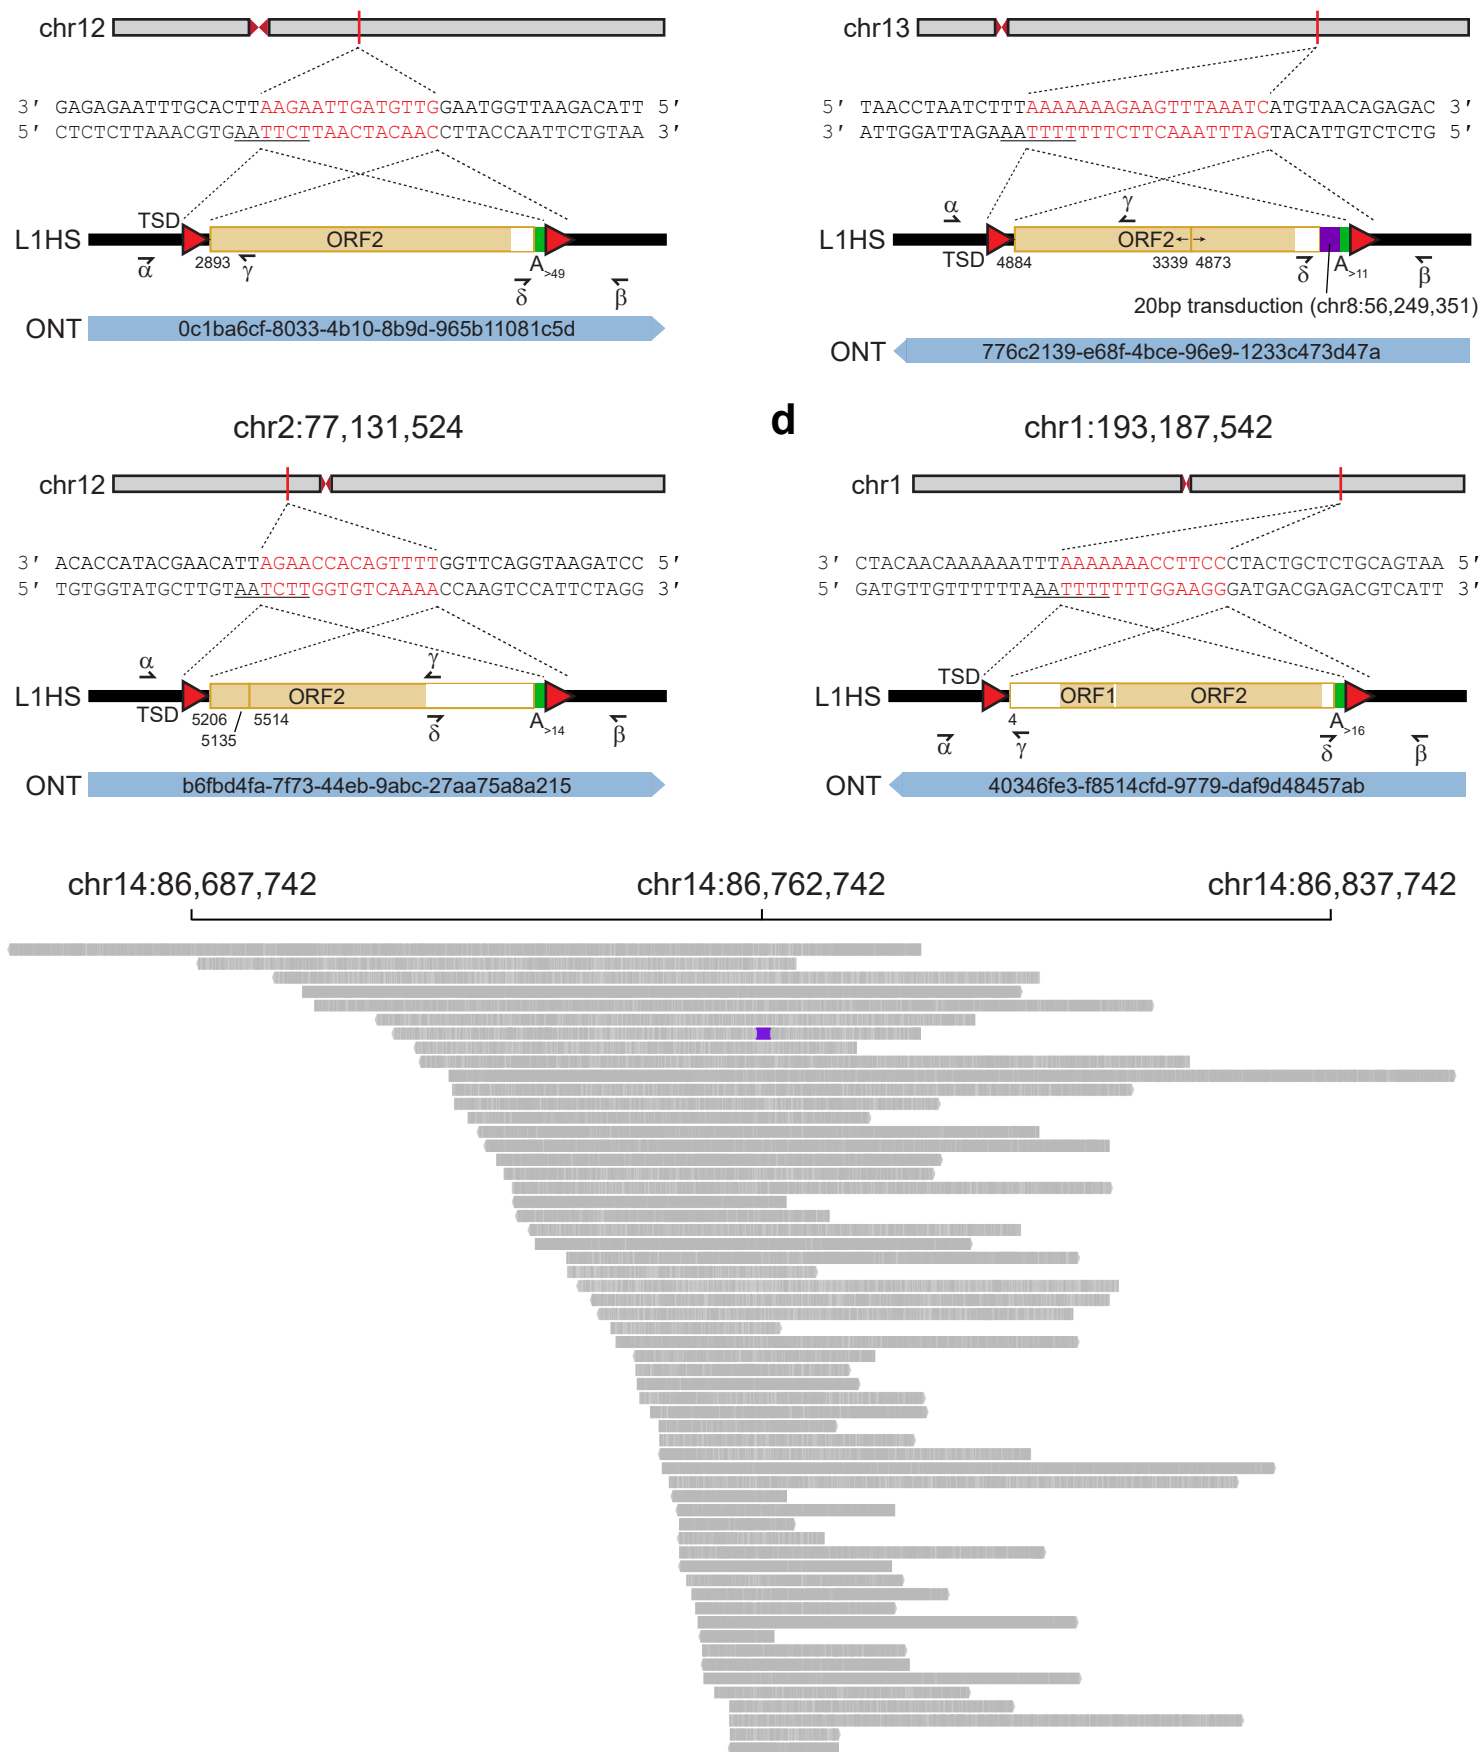 chr12
3′ GAGAGAATTTGCACTTAAGAATTGATGTTGGAATGGTTAAGACATT 5′
5′ CTCTCTTAAACGTGAATTCTTAACTACAACCTTACCAATTCTGTAA 3′
TSD
L1HS
ORF2
α
2893
γ
δ
A>49
β
ONT
0c1ba6cf-8033-4b10-8b9d-965b11081c5d
chr13
5′ TAACCTAATCTTTAAAAAAAGAAGTTTAAATCATGTAACAGAGAC 3′
3′ ATTGGATTAGAAATTTTTTTCTTCAAATTTAGTACATTGTCTCTG 5′
α
γ
L1HS
ORF2
TSD
4884
3339
4873
δ
A>11
β
20bp transduction (chr8:56,249,351)
ONT
776c2139-e68f-4bce-96e9-1233c473d47a
chr2:77,131,524
chr12
3′ ACACCATACGAACATTAGAACCACAGTTTTGGTTCAGGTAAGATCC 5′
5′ TGTGGTATGCTTGTAATCTTGGTGTCAAAACCAAGTCCATTCTAGG 3′
α
γ
L1HS
ORF2
TSD
5206
5514
5135
δ
A>14
β
ONT
b6fbd4fa-7f73-44eb-9abc-27aa75a8a215
d
chr1:193,187,542
chr1
3′ CTACAACAAAAAATTTAAAAAAACCTTCCCTACTGCTCTGCAGTAA 5′
5′ GATGTTGTTTTTTAAATTTTTTTGGAAGGGATGACGAGACGTCATT 3′
TSD
L1HS
ORF1
ORF2
4
A>16
α
γ
δ
β
ONT
40346fe3-f8514cfd-9779-daf9d48457ab
chr14:86,687,742
chr14:86,762,742
chr14:86,837,742